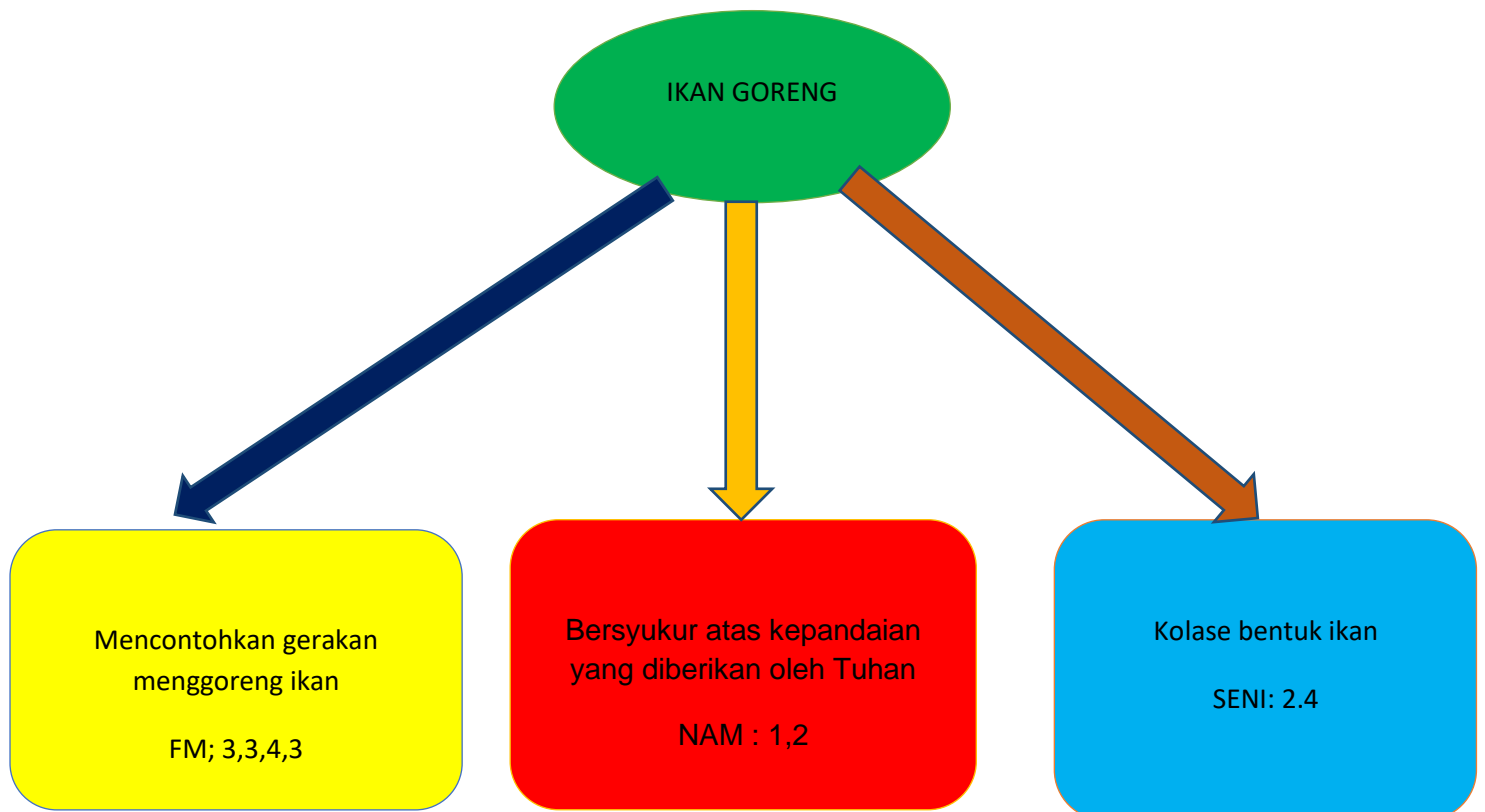 IKAN GORENG
Mencontohkan gerakan
menggoreng ikan
FM; 3,3,4,3
Bersyukur atas kepandaian
yang diberikan oleh Tuhan
NAM : 1,2
Kolase bentuk ikan
SENI: 2.4